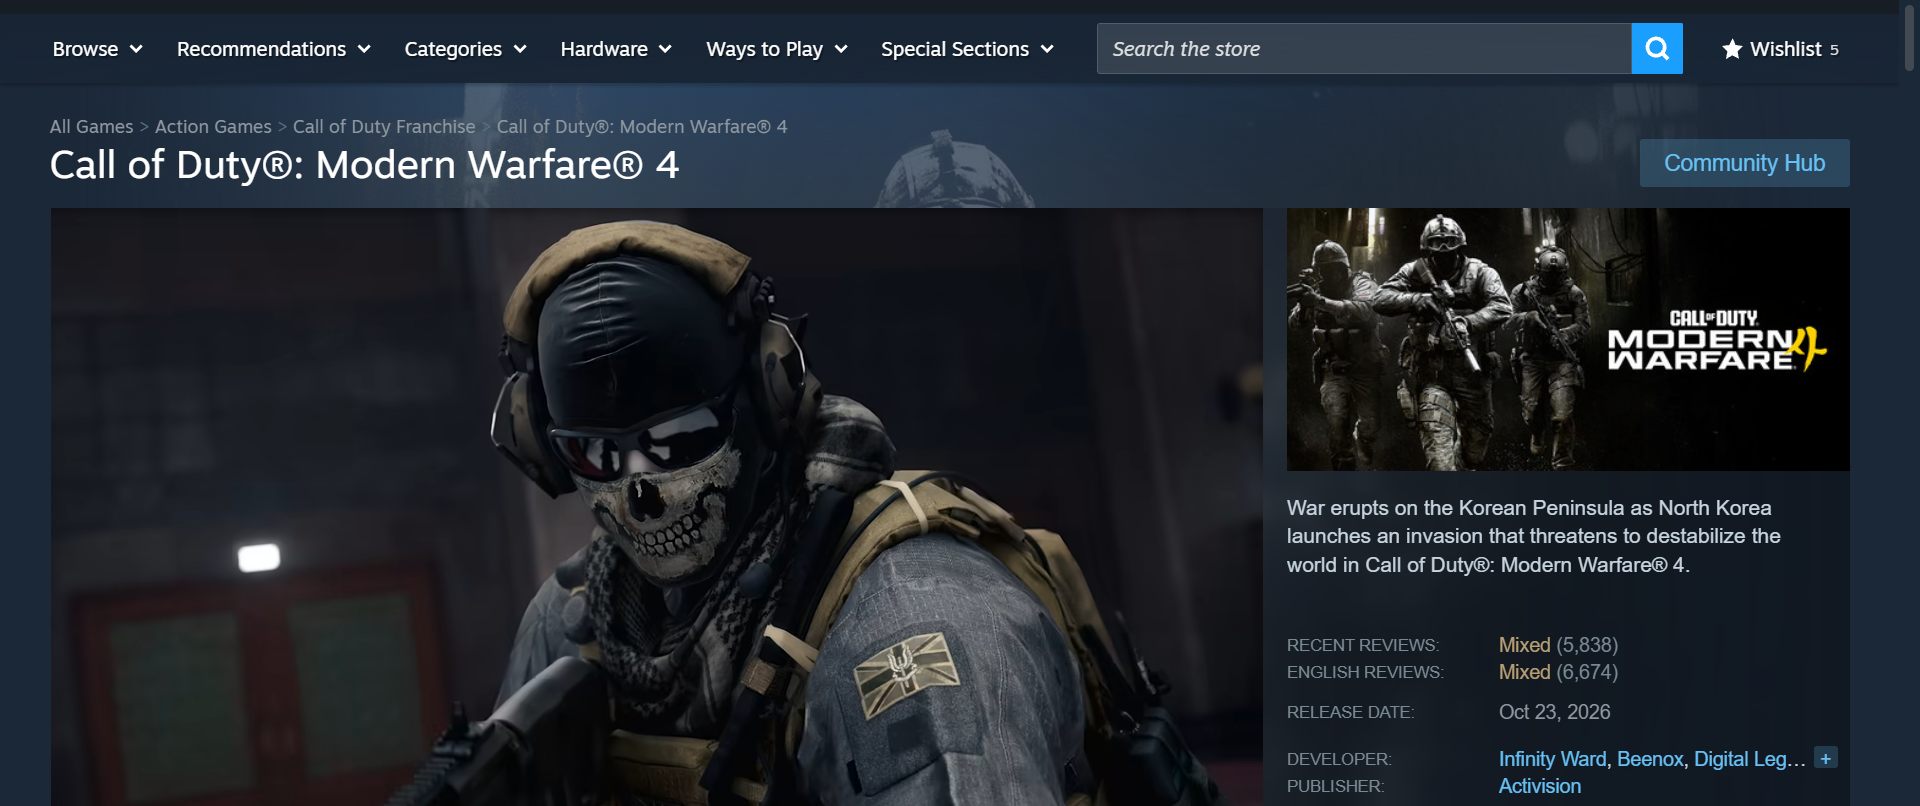 Browse Recommendations Categories Hardware Ways to Play Special Sections Search the store Wishlist 5
All Games > Action Games > Call of Duty Franchise > Call of Duty®: Modern Warfare® 4
Call of Duty®: Modern Warfare® 4
Community Hub
CALL OF DUTY
MODERN 4
WARFARE
War erupts on the Korean Peninsula as North Korea
launches an invasion that threatens to destabilize the
world in Call of Duty®: Modern Warfare® 4.
RECENT REVIEWS: Mixed (5,838)
ENGLISH REVIEWS: Mixed (6,674)
RELEASE DATE: Oct 23, 2026
DEVELOPER: Infinity Ward, Beenox, Digital Leg... +
PUBLISHER: Activision